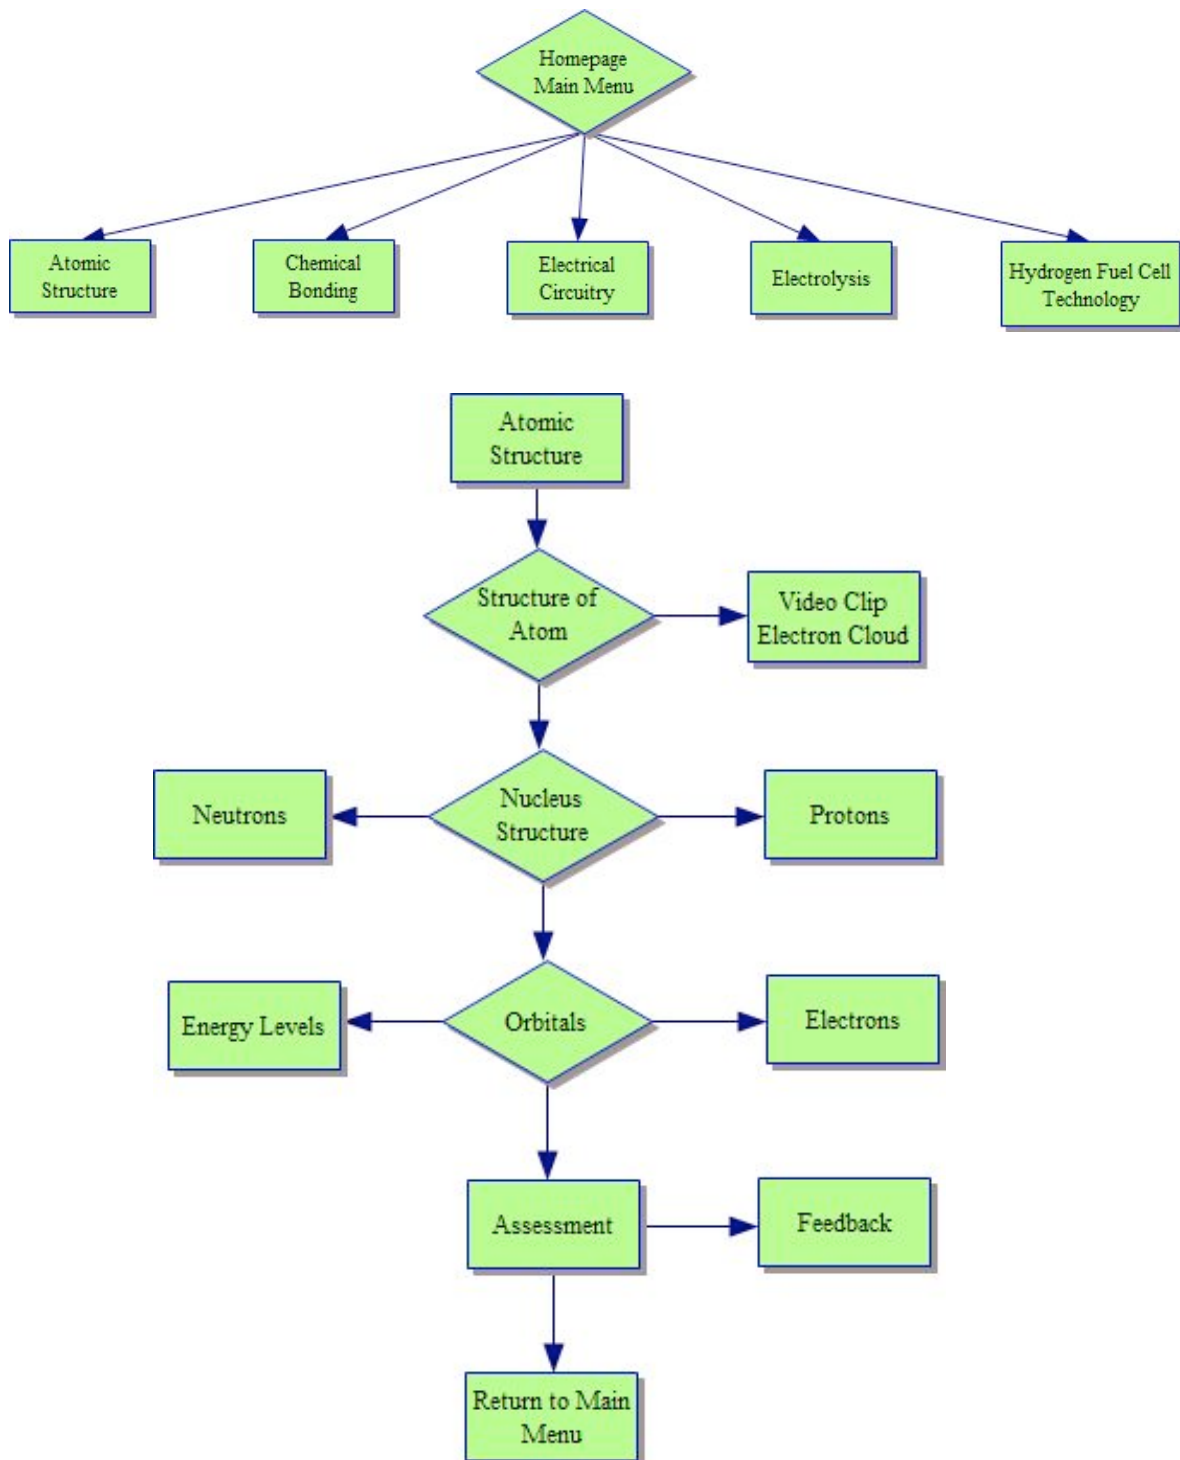 Homepage
Main Menu
Atomic
Structure
Chemical
Bonding
Electrical
Circuitry
Electrolysis
Hydrogen Fuel Cell
Technology
Atomic
Structure
Structure of
Atom
Video Clip
Electron Cloud
Neutrons
Nucleus
Structure
Protons
Energy Levels
Orbitals
Electrons
Assessment
Feedback
Return to Main
Menu